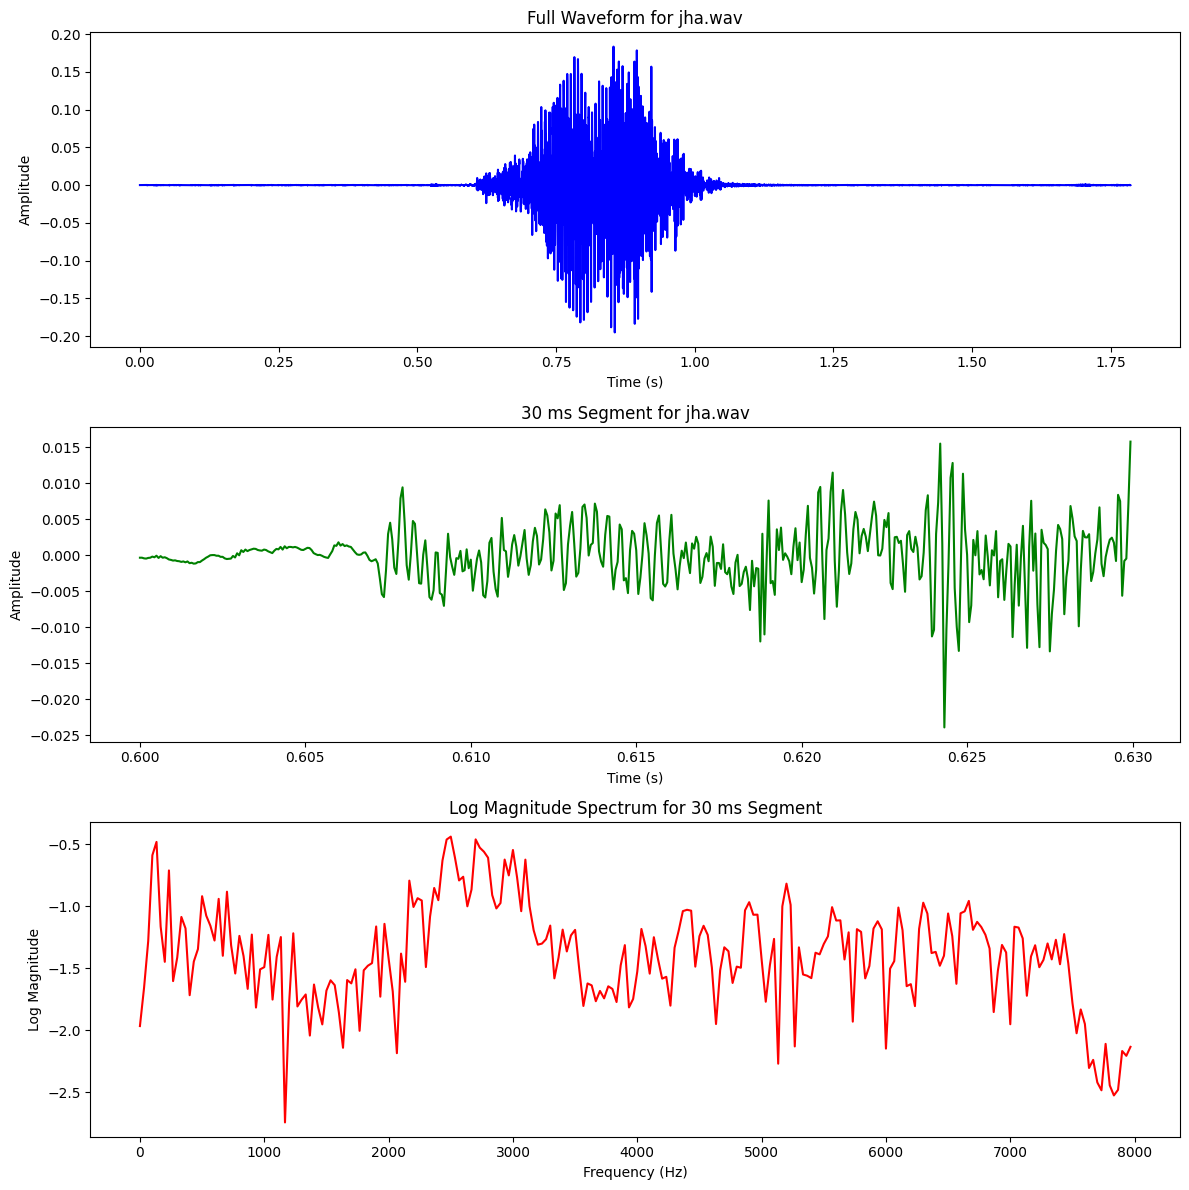 Full Waveform for jha.wav
0.20
0.15
0.10
0.05
0.00
−0.05
−0.10
−0.15
−0.20
Amplitude
0.00 0.25 0.50 0.75 1.00 1.25 1.50 1.75
Time (s)
30 ms Segment for jha.wav
0.015
0.010
0.005
0.000
−0.005
−0.010
−0.015
−0.020
−0.025
Amplitude
0.600 0.605 0.610 0.615 0.620 0.625 0.630
Time (s)
Log Magnitude Spectrum for 30 ms Segment
−0.5
−1.0
−1.5
−2.0
−2.5
Log Magnitude
0 1000 2000 3000 4000 5000 6000 7000 8000
Frequency (Hz)